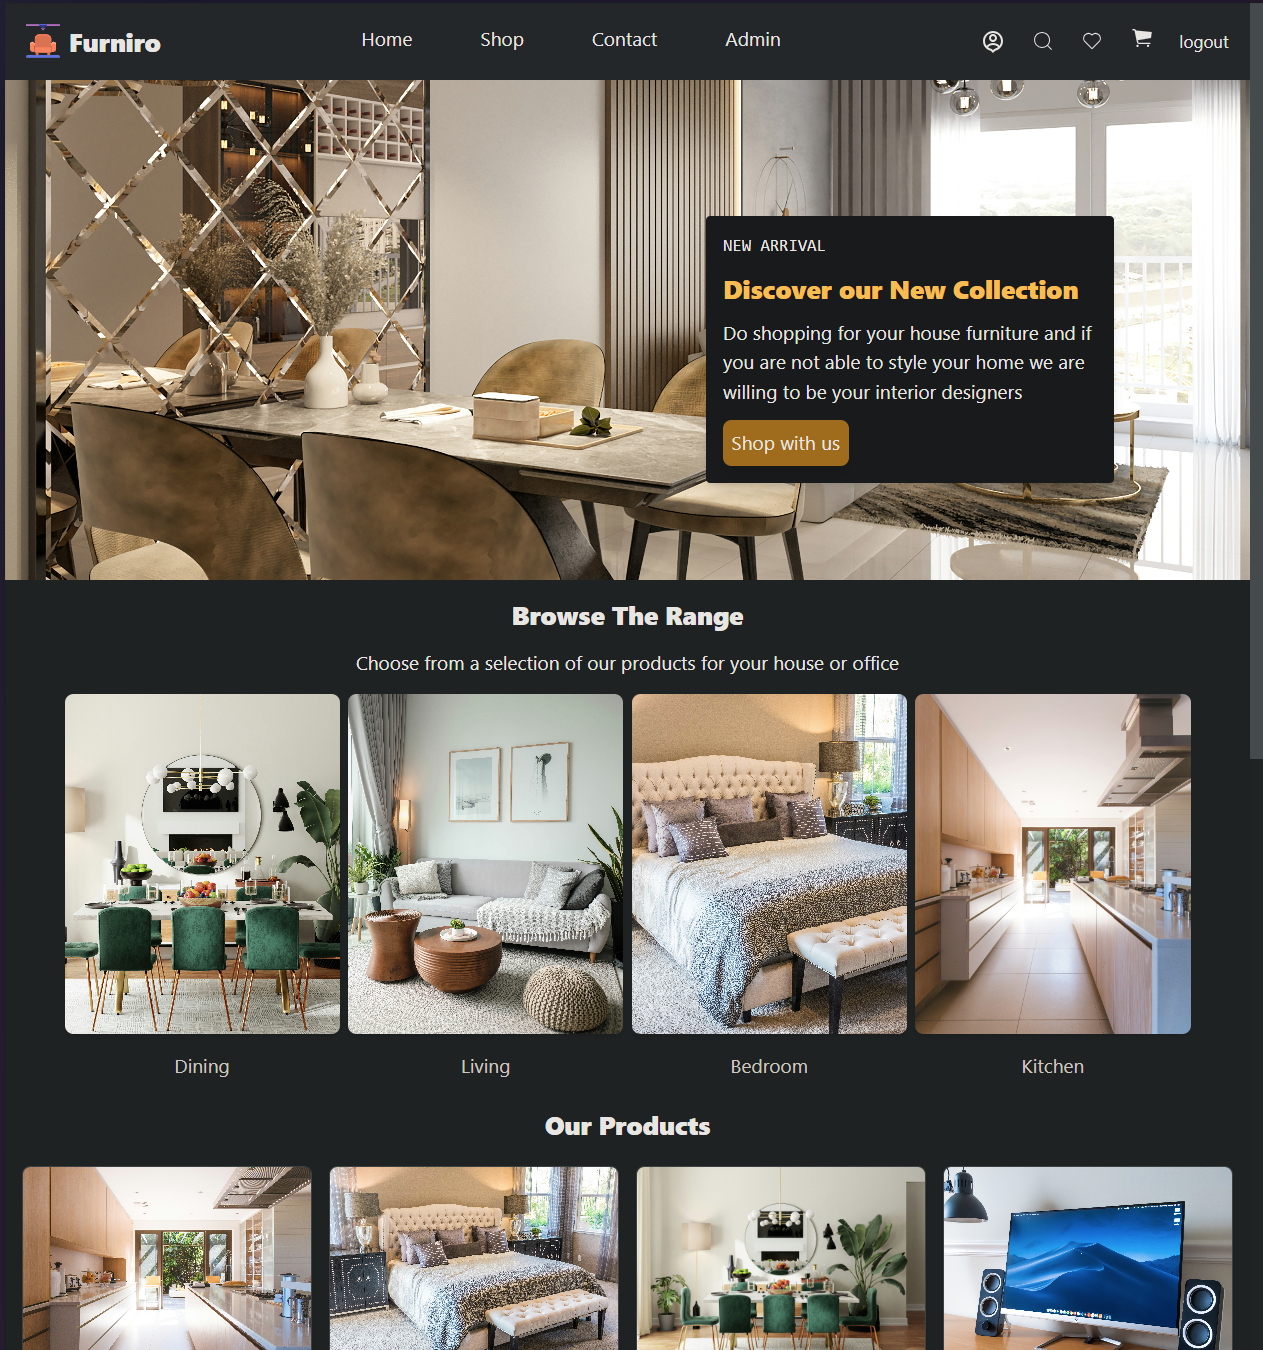 Furniro
Home
Shop
Contact
Admin
logout
NEW ARRIVAL
Discover our New Collection
Do shopping for your house furniture and if
you are not able to style your home we are
willing to be your interior designers
Shop with us
Browse The Range
Choose from a selection of our products for your house or office
Dining
Living
Bedroom
Kitchen
Our Products